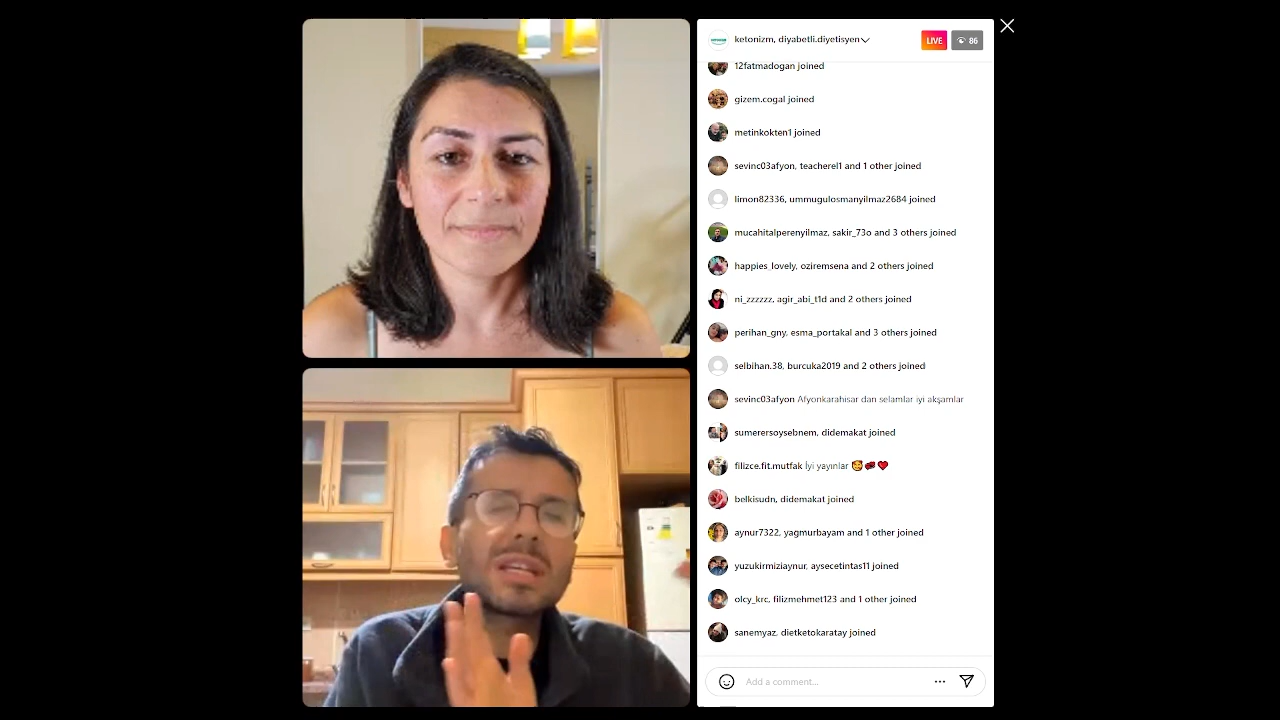 ketonizm, diyabetli.diyetisyen
LIVE
86
12fatmadogan joined
gizem.cogal joined
metinkokten1 joined
sevinc03afyon, teacherel1 and 1 other joined
limon82336, ummugulosmanyilmaz2684 joined
mucahitalperenyilmaz, sakir_73o and 3 others joined
happies_lovely, oziremsena and 2 others joined
ni_zzzzzz, agir_abi_t1d and 2 others joined
perihan_gny, esma_portakal and 3 others joined
selbihan.38, burcuka2019 and 2 others joined
sevinc03afyon Afyonkarahisar dan selamlar iyi akşamlar
sumerersoysebnem, didemakat joined
filizce.fit.mutfak İyi yayınlar 🥰💋❤️
belkisudn, didemakat joined
aynur7322, yagmurbayam and 1 other joined
yuzukirmiziaynur, aysecetintas11 joined
olcy_krc, filizmehmet123 and 1 other joined
sanemyaz, dietketokaratay joined
Add a comment...